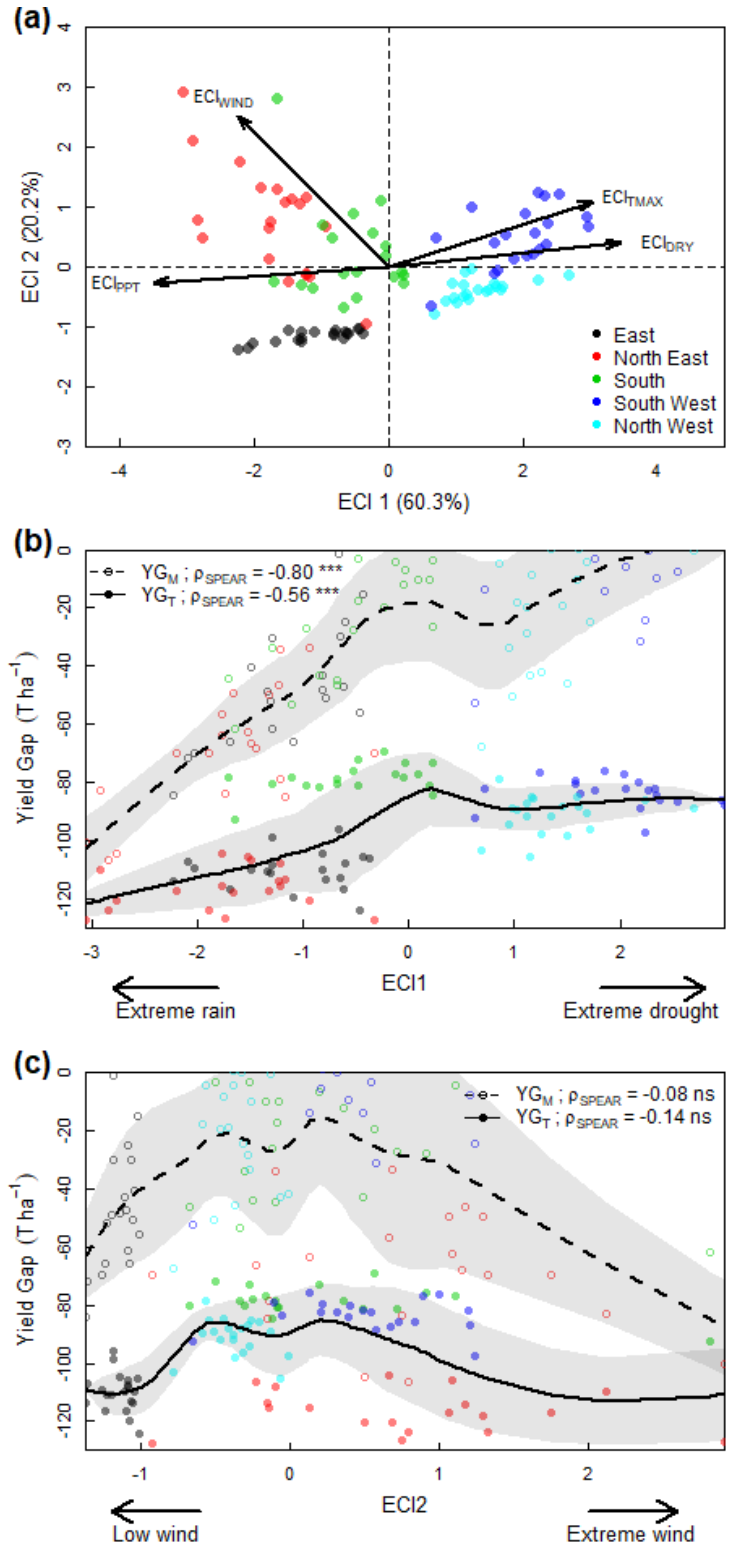 (a)
4
3
2
1
0
-1
-2
-3
ECI 2 (20.2%)
ECI_WIND
ECI_TMAX
ECI_DRY
ECI_PPT
East
North East
South
South West
North West
-4 -2 0 2 4
ECI 1 (60.3%)
(b)
0
-20
-40
-60
-80
-100
-120
Yield Gap (T ha⁻¹)
YG_M ; ρ_SPEAR = -0.80 ***
YG_T ; ρ_SPEAR = -0.56 ***
-3 -2 -1 0 1 2
ECI1
Extreme rain Extreme drought
(c)
0
-20
-40
-60
-80
-100
-120
Yield Gap (T ha⁻¹)
YG_M ; ρ_SPEAR = -0.08 ns
YG_T ; ρ_SPEAR = -0.14 ns
-1 0 1 2
ECI2
Low wind Extreme wind